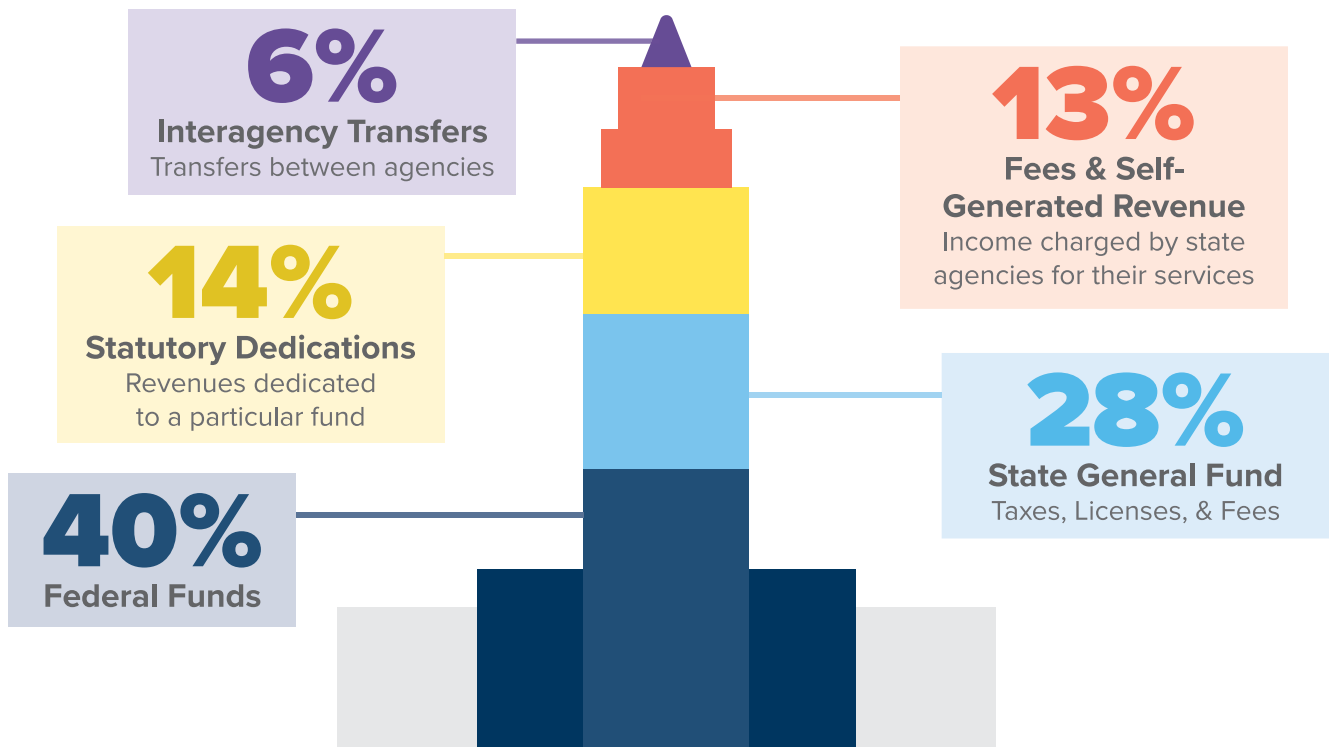 6%
Interagency Transfers
Transfers between agencies
13%
Fees & Self-
Generated Revenue
Income charged by state
agencies for their services
14%
Statutory Dedications
Revenues dedicated
to a particular fund
28%
State General Fund
Taxes, Licenses, & Fees
40%
Federal Funds